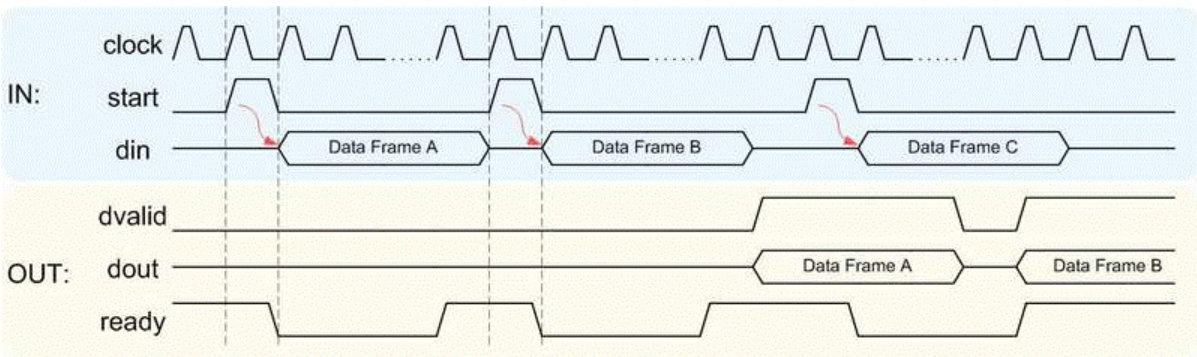 clock
IN:
start
din
Data Frame A
Data Frame B
Data Frame C
dvalid
OUT:
dout
Data Frame A
Data Frame B
ready